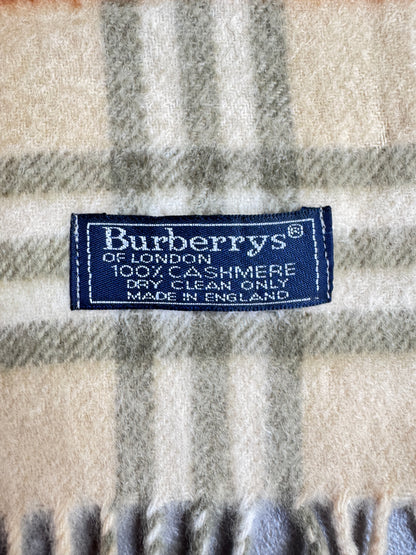 Burberrys®
OF LONDON
100% CASHMERE
DRY CLEAN ONLY
MADE IN ENGLAND